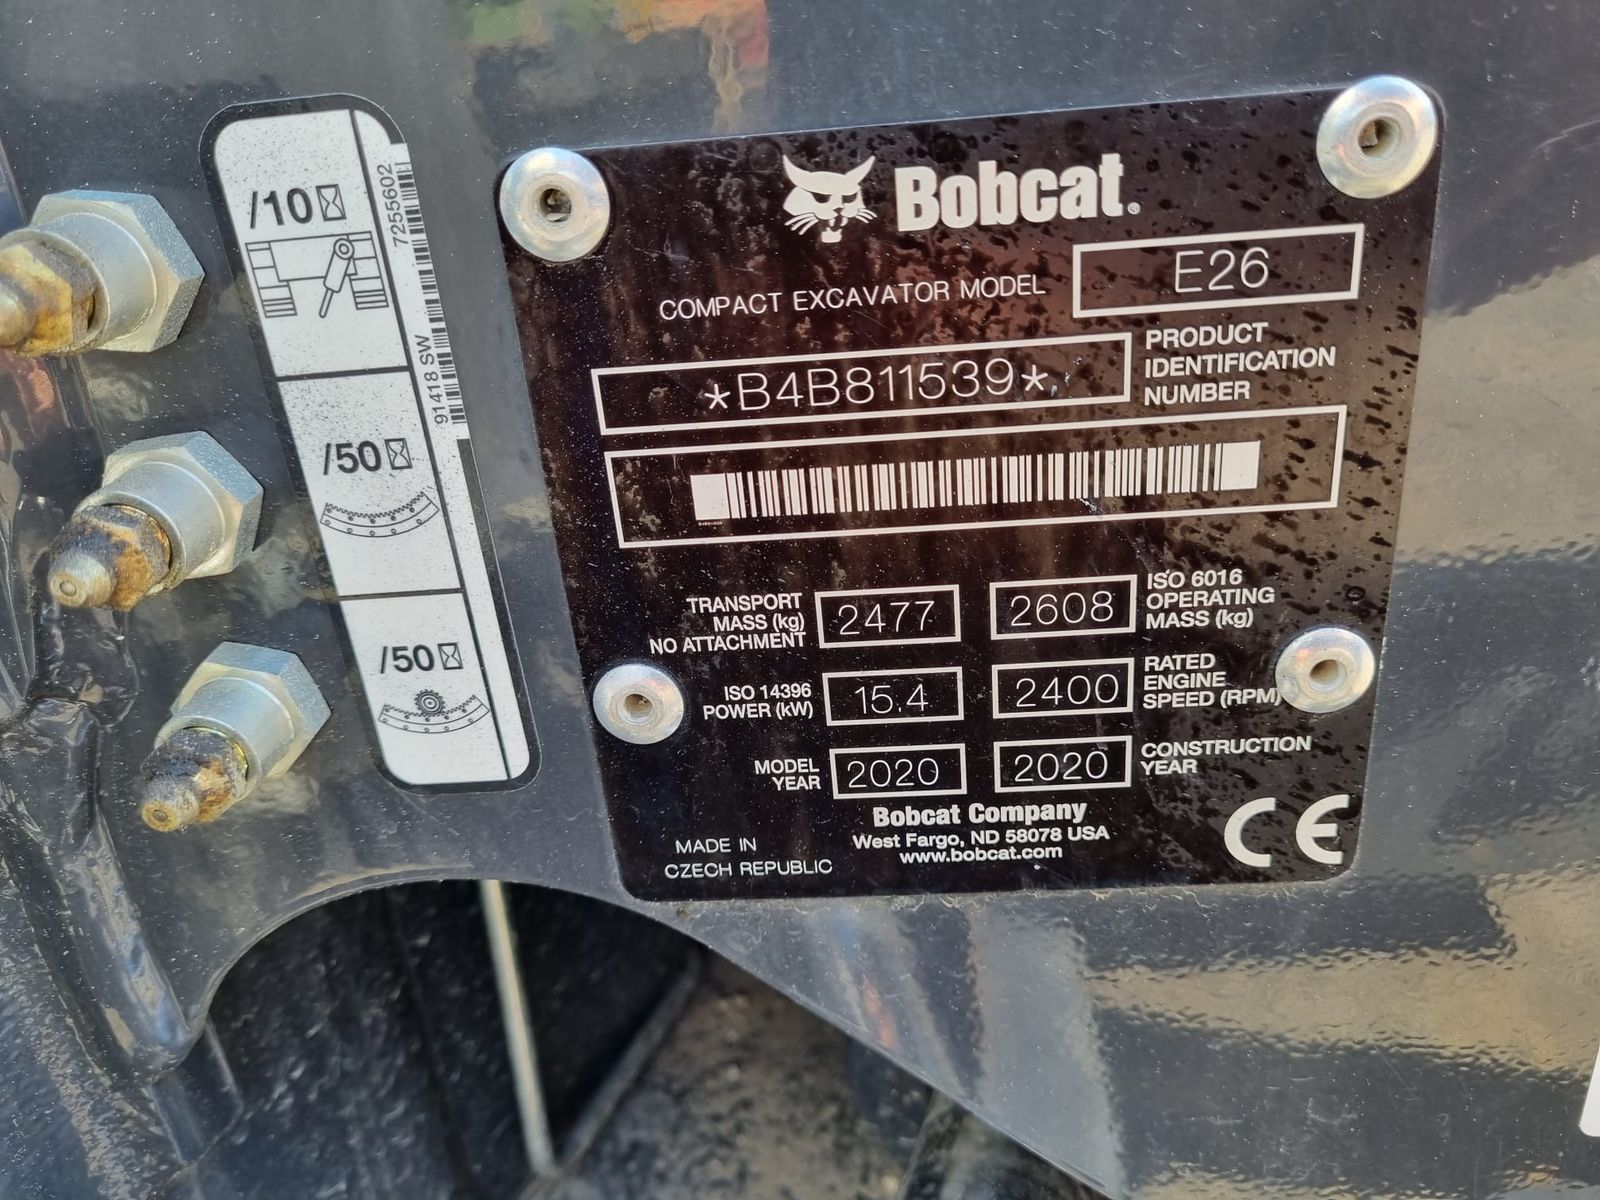 /10
7255602
91418 SW
/50
/50
Bobcat®
COMPACT EXCAVATOR MODEL E26
PRODUCT
IDENTIFICATION
NUMBER
*B4B811539*
TRANSPORT
MASS (kg)
NO ATTACHMENT
2477
2608
ISO 6016
OPERATING
MASS (kg)
ISO 14396
POWER (kW)
15.4
2400
RATED
ENGINE
SPEED (RPM)
MODEL
YEAR
2020
2020
CONSTRUCTION
YEAR
Bobcat Company
West Fargo, ND 58078 USA
www.bobcat.com
MADE IN
CZECH REPUBLIC
CE